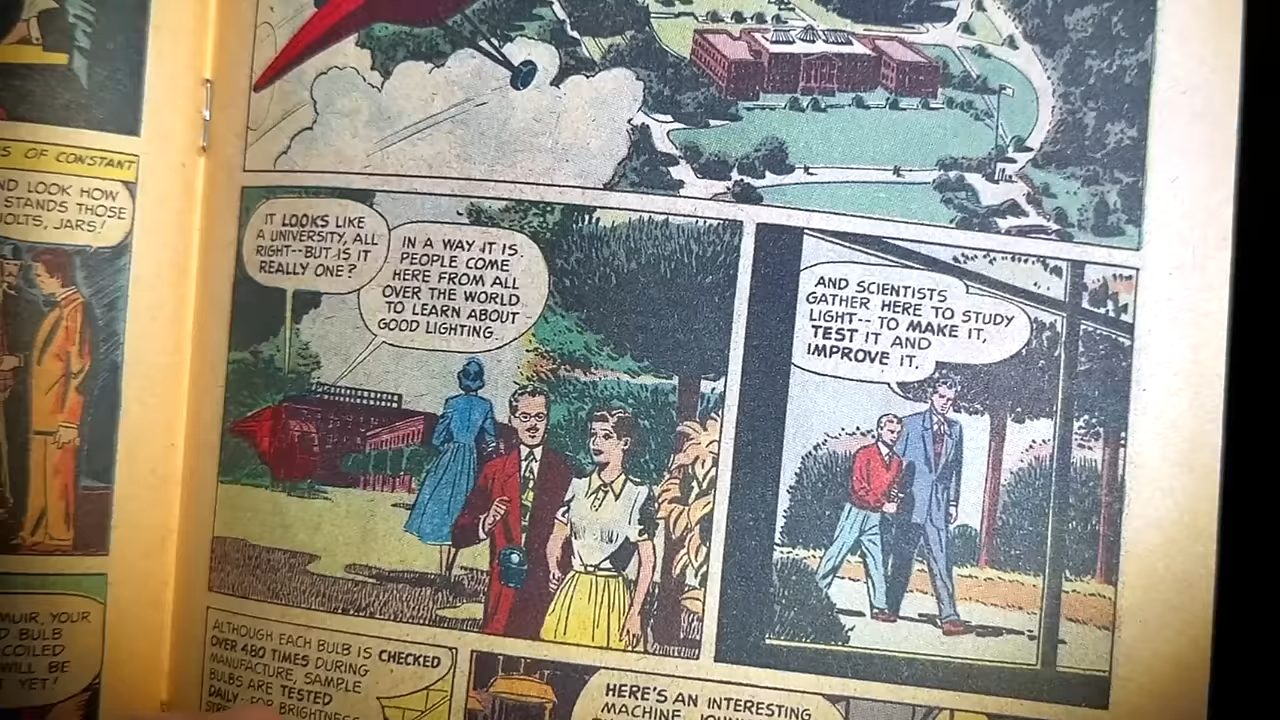 S OF CONSTANT
ND LOOK HOW
STANDS THOSE
JOLTS, JARS!
MUIR, YOUR
D BULB
COILED
WILL BE
YET!
IT LOOKS LIKE
A UNIVERSITY, ALL
RIGHT--BUT IS IT
REALLY ONE?
IN A WAY IT IS.
PEOPLE COME
HERE FROM ALL
OVER THE WORLD
TO LEARN ABOUT
GOOD LIGHTING.
AND SCIENTISTS
GATHER HERE TO STUDY
LIGHT-- TO MAKE IT,
TEST IT AND
IMPROVE IT.
ALTHOUGH EACH BULB IS CHECKED
OVER 480 TIMES DURING
MANUFACTURE, SAMPLE
BULBS ARE TESTED
DAILY--FOR BRIGHTNESS
HERE'S AN INTERESTING
MACHINE,